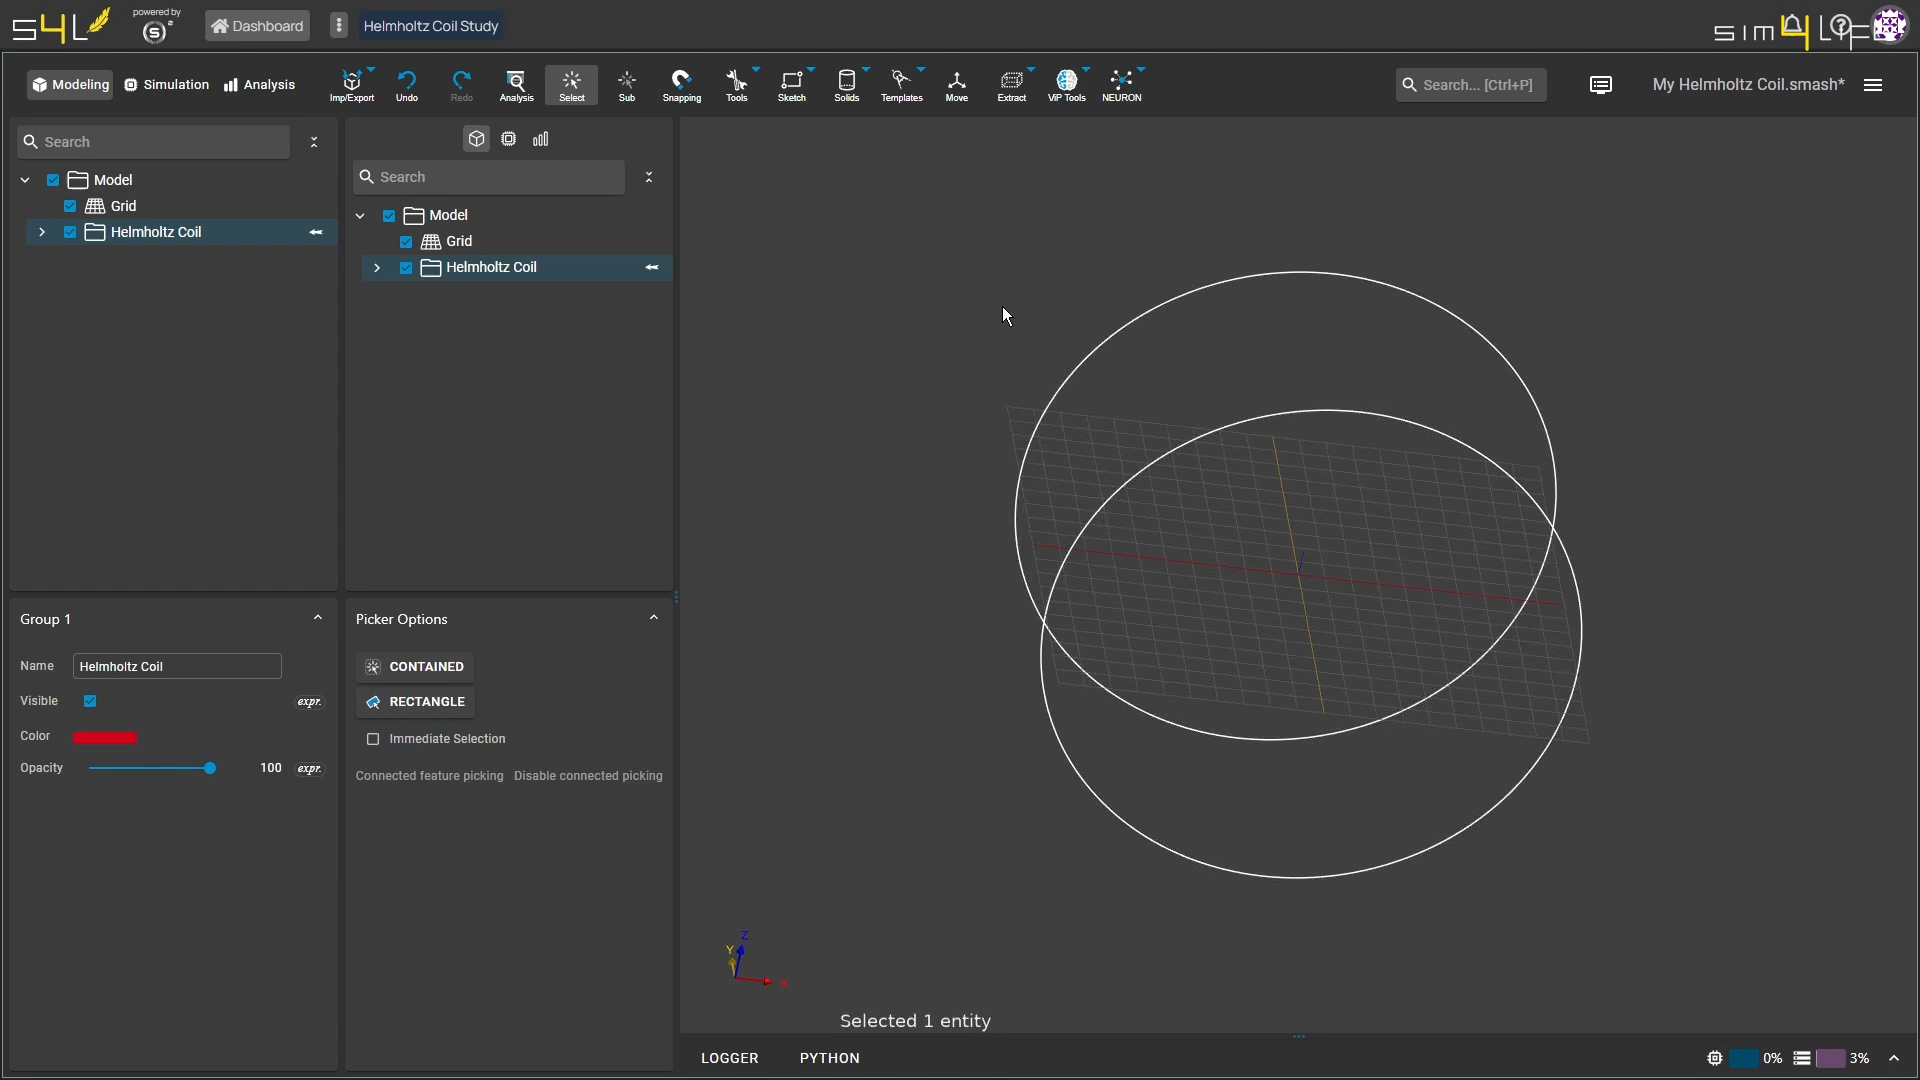 S4L powered by Dashboard Helmholtz Coil Study sim4LIFE
Modeling Simulation Analysis Imp/Export Undo Redo Analysis Select Sub Snapping Tools Sketch Solids Templates Move Extract ViP Tools NEURON Search... [Ctrl+P] My Helmholtz Coil.smash*
Search
Model
Grid
Helmholtz Coil
Search
Model
Grid
Helmholtz Coil
Group 1
Name Helmholtz Coil
Visible expr.
Color
Opacity 100 expr.
Picker Options
CONTAINED
RECTANGLE
Immediate Selection
Connected feature picking Disable connected picking
Z
Y
X
Selected 1 entity
LOGGER PYTHON 0% 3%